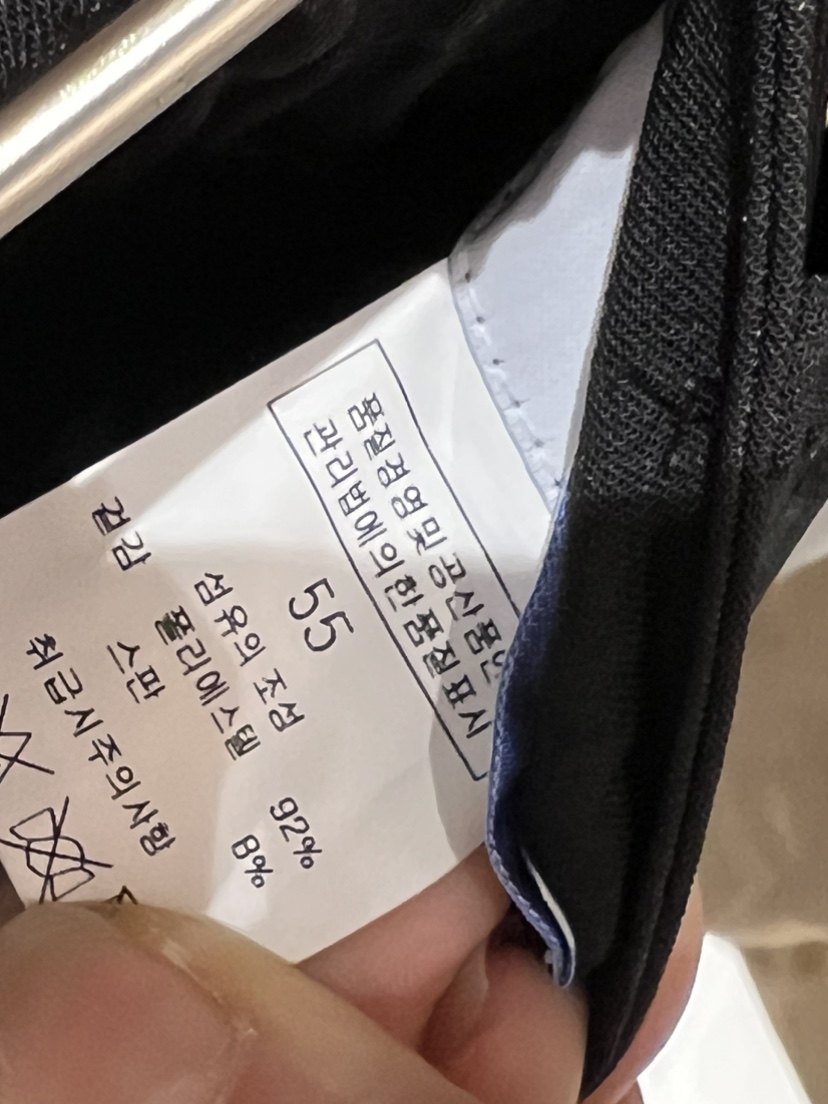 품질경영 및 공산품안
관리법에 의한 품질표시
55
섬유의 조성
겉감 폴리에스텔 92%
스판 8%
취급시주의사항